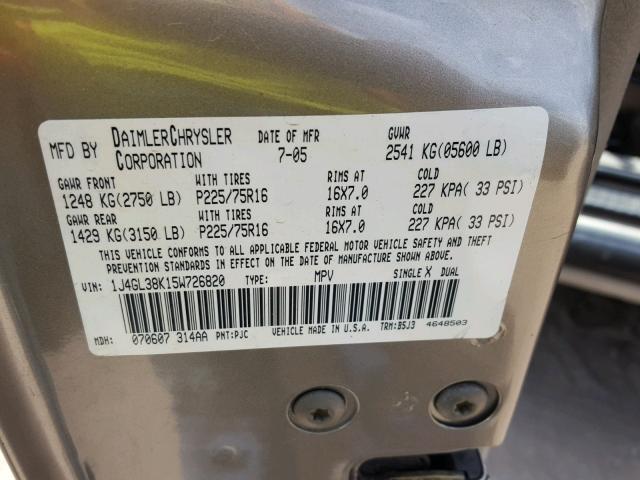 MFD BY DAIMLERCHRYSLER CORPORATION DATE OF MFR 7-05 GVWR 2541 KG(05600 LB)
GAWR FRONT WITH TIRES RIMS AT COLD
1248 KG(2750 LB) P225/75R16 16X7.0 227 KPA( 33 PSI)
GAWR REAR WITH TIRES RIMS AT COLD
1429 KG(3150 LB) P225/75R16 16X7.0 227 KPA( 33 PSI)
THIS VEHICLE CONFORMS TO ALL APPLICABLE FEDERAL MOTOR VEHICLE SAFETY AND THEFT
PREVENTION STANDARDS IN EFFECT ON THE DATE OF MANUFACTURE SHOWN ABOVE.
VIN: 1J4GL38K15W726820 TYPE: MPV SINGLE X DUAL
MDH: 070607 314AA PNT:PJC VEHICLE MADE IN U.S.A. TRM:B5J3 4648503